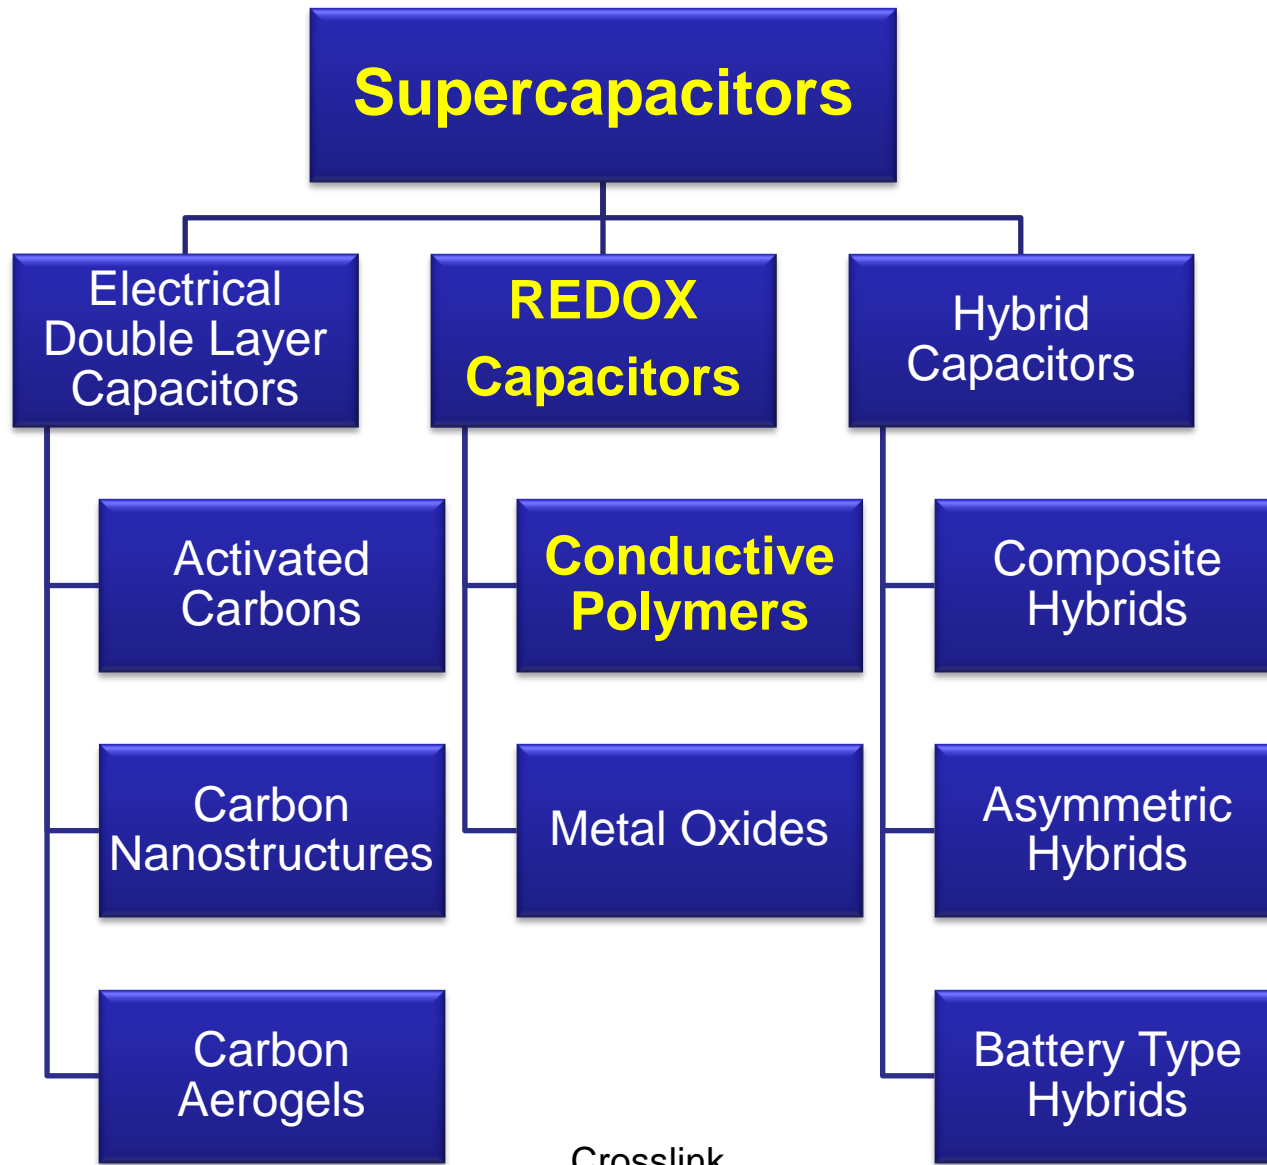 Supercapacitors
Electrical
Double Layer
Capacitors
REDOX
Capacitors
Hybrid
Capacitors
Activated
Carbons
Conductive
Polymers
Composite
Hybrids
Carbon
Nanostructures
Metal Oxides
Asymmetric
Hybrids
Carbon
Aerogels
Battery Type
Hybrids
Crosslink